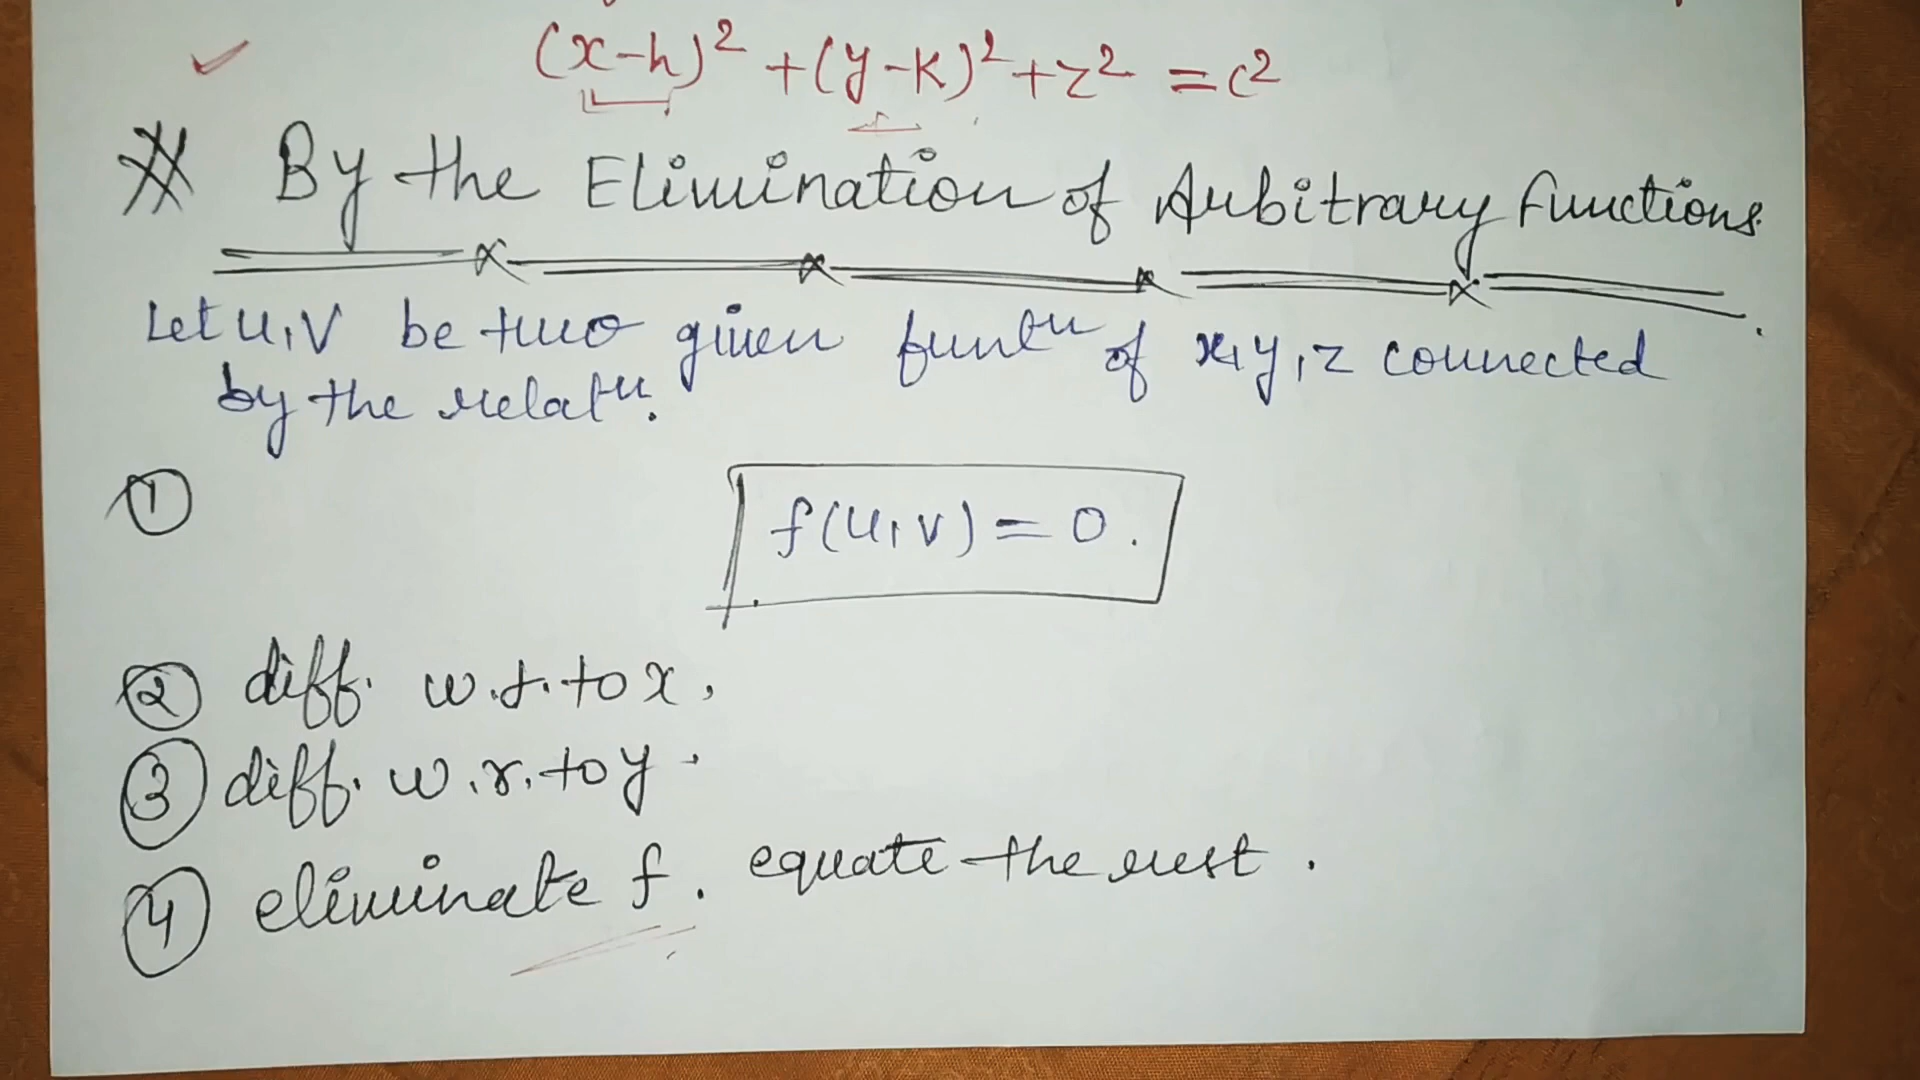 (x-h)² + (y-k)² + z² = c²
By the Elimination of Arbitrary functions.
Let u, v be two given funtⁿ of x, y, z connected
by the relatⁿ.
① f(u, v) = 0.
② diff. w.r.to x,
③ diff. w.r.to y.
④ eliminate f. equate the rest.